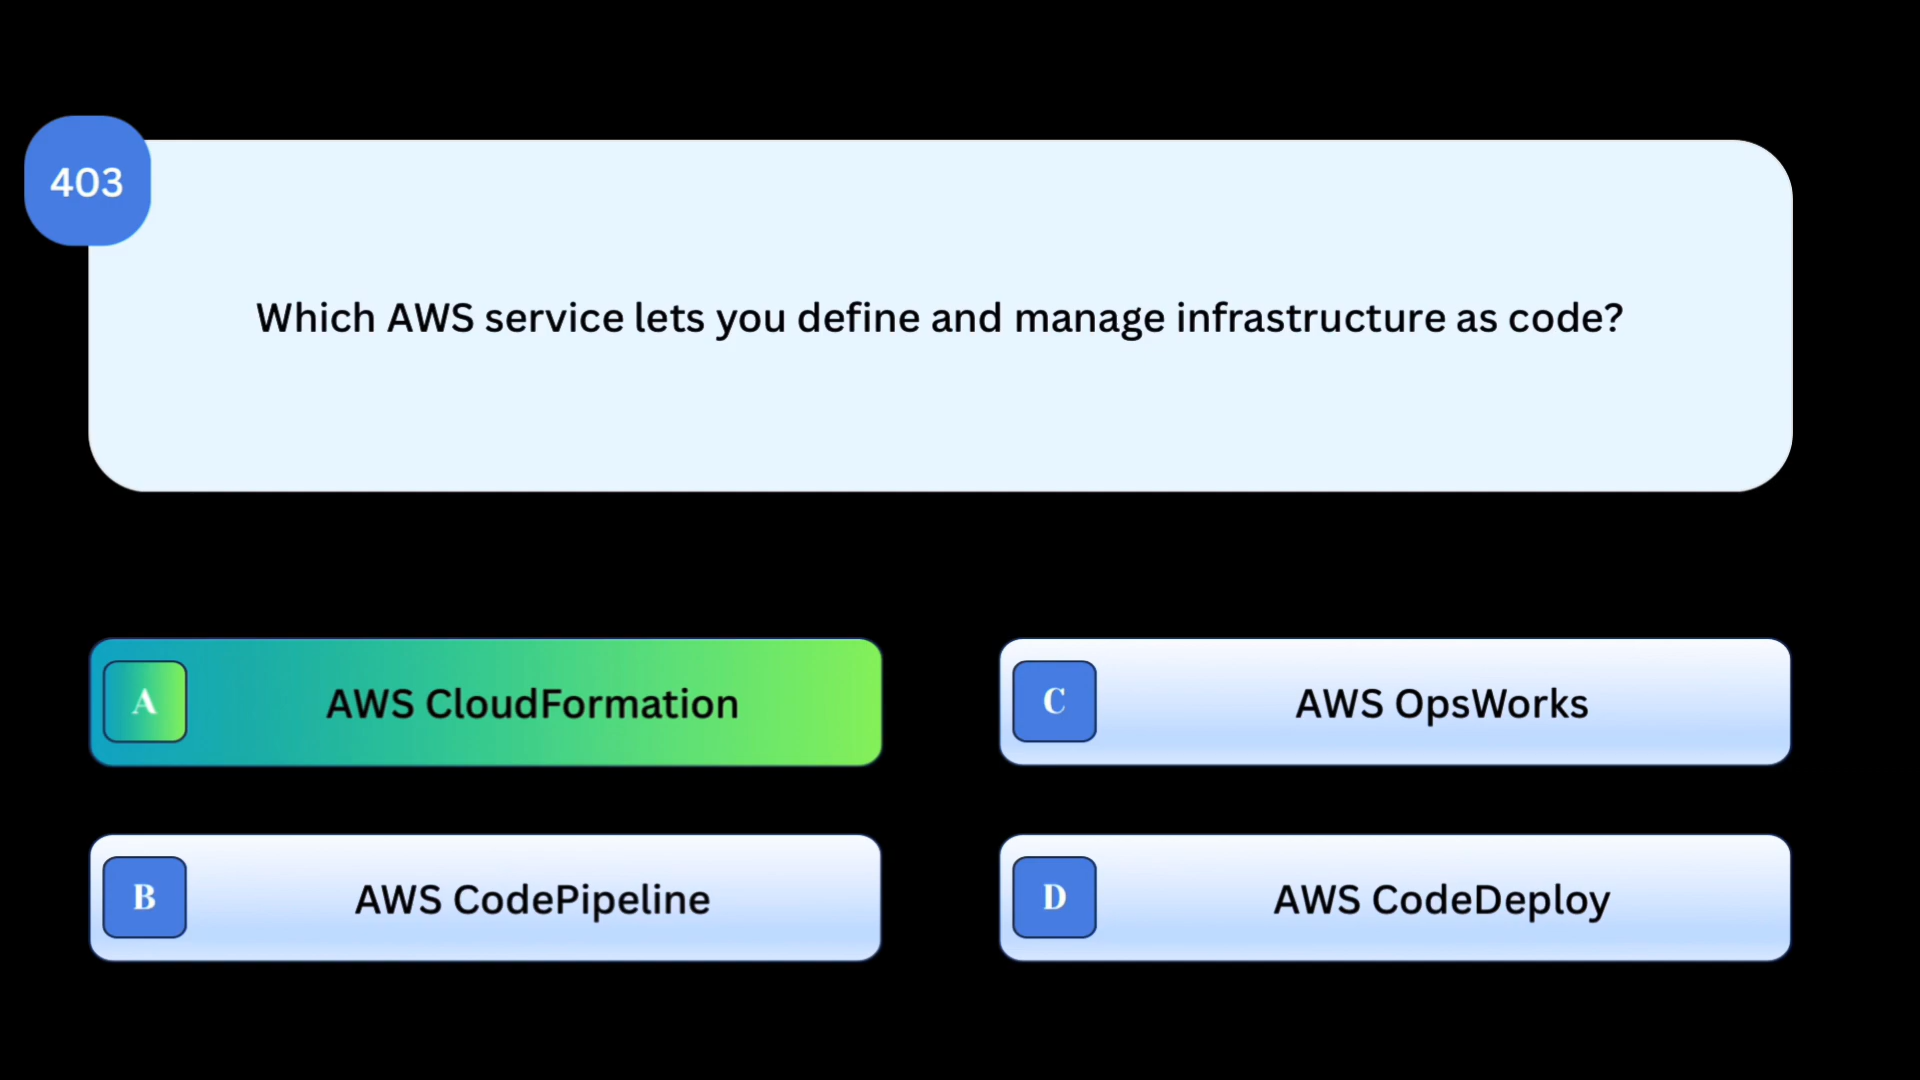 403
Which AWS service lets you define and manage infrastructure as code?
A
AWS CloudFormation
B
AWS CodePipeline
C
AWS OpsWorks
D
AWS CodeDeploy